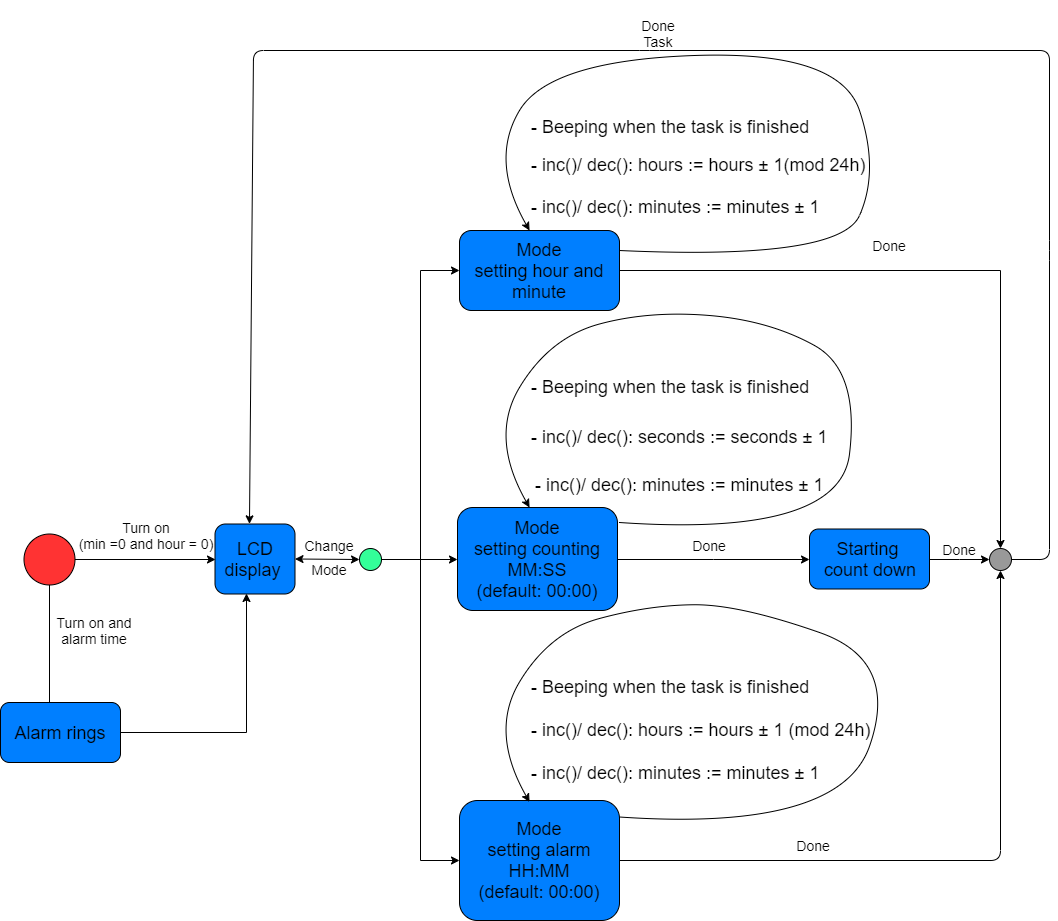 Done
Task
- Beeping when the task is finished
- inc()/ dec(): hours := hours ± 1(mod 24h)
- inc()/ dec(): minutes := minutes ± 1
Mode
setting hour and
minute
Done
- Beeping when the task is finished
- inc()/ dec(): seconds := seconds ± 1
- inc()/ dec(): minutes := minutes ± 1
Turn on
(min =0 and hour = 0)
LCD
display
Change
Mode
Mode
setting counting
MM:SS
(default: 00:00)
Done
Starting
count down
Done
Turn on and
alarm time
Alarm rings
- Beeping when the task is finished
- inc()/ dec(): hours := hours ± 1 (mod 24h)
- inc()/ dec(): minutes := minutes ± 1
Mode
setting alarm
HH:MM
(default: 00:00)
Done